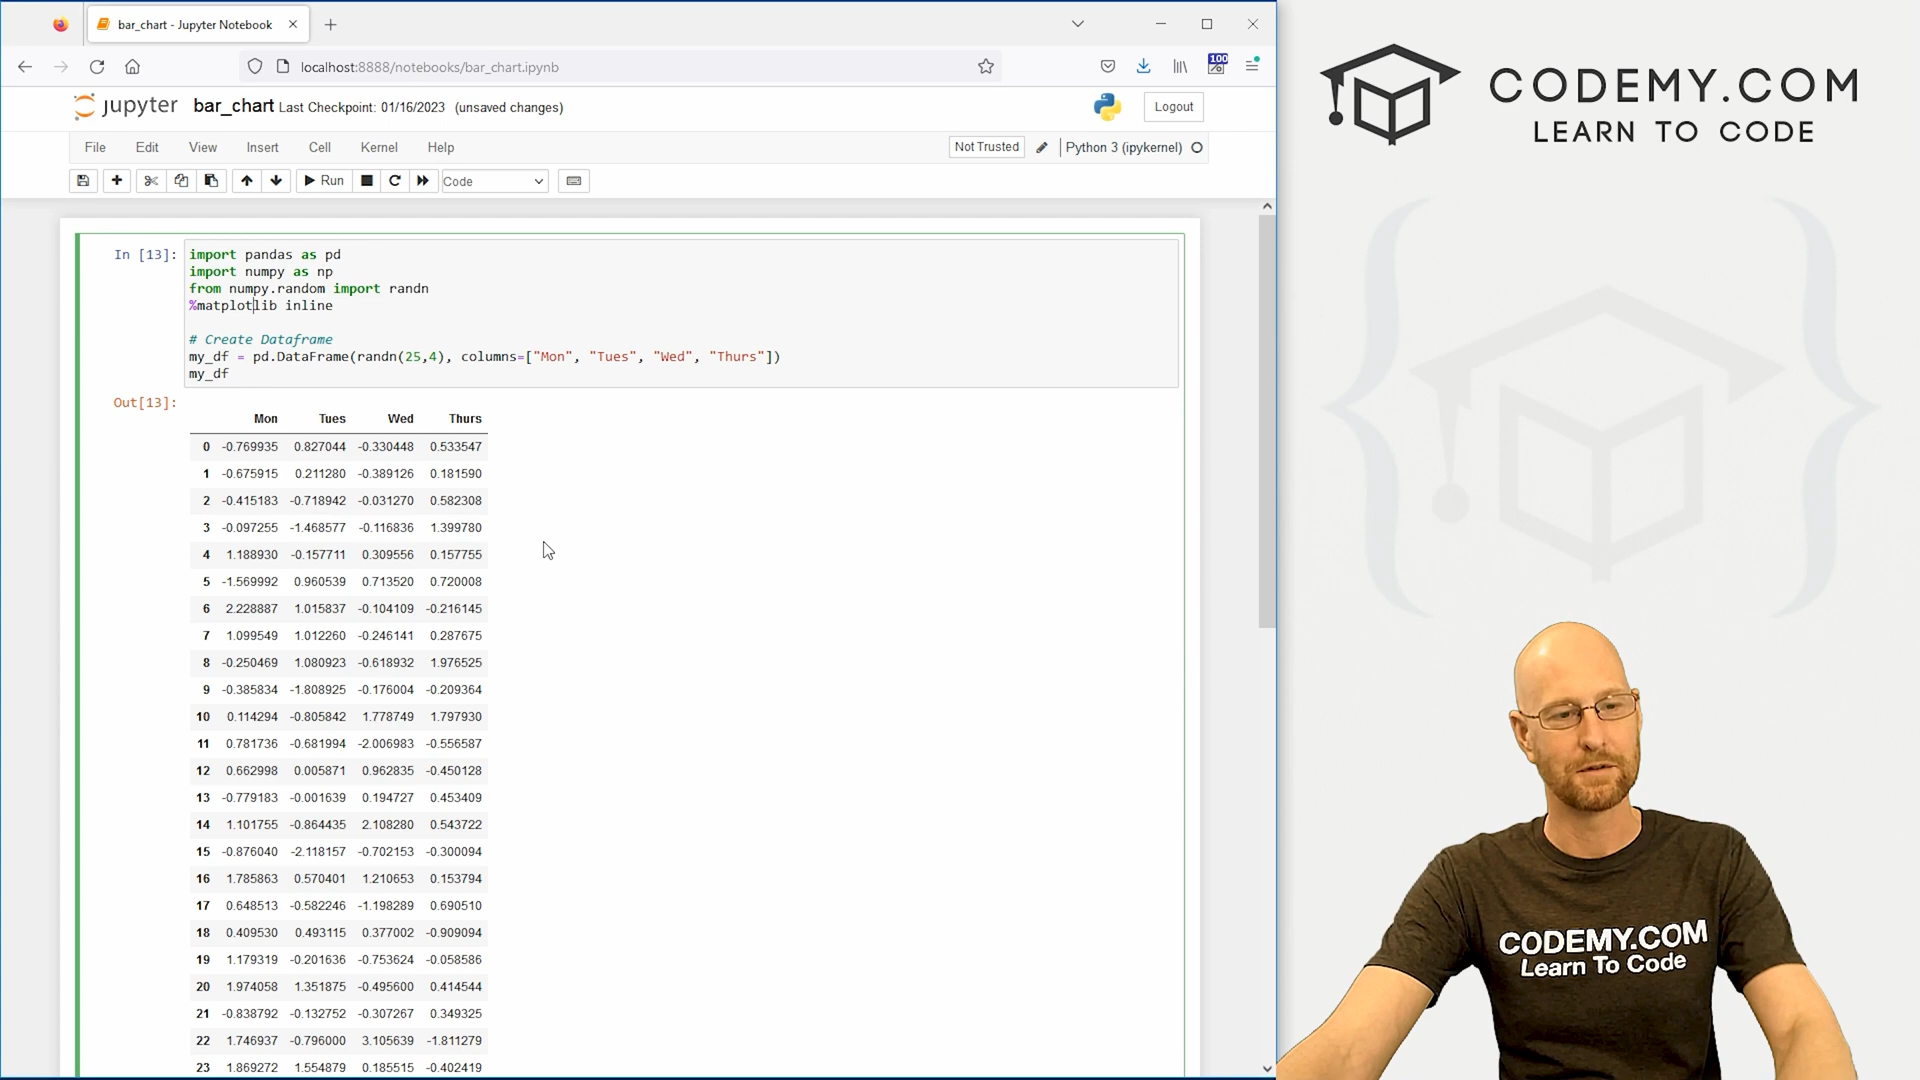 bar_chart - Jupyter Notebook
localhost:8888/notebooks/bar_chart.ipynb
100
jupyter bar_chart Last Checkpoint: 01/16/2023 (unsaved changes)
Logout
File Edit View Insert Cell Kernel Help
Not Trusted
Python 3 (ipykernel)
Run
Code
In [13]:
import pandas as pd
import numpy as np
from numpy.random import randn
%matplotlib inline
# Create Dataframe
my_df = pd.DataFrame(randn(25,4), columns=["Mon", "Tues", "Wed", "Thurs"])
my_df
Out[13]:
Mon Tues Wed Thurs
0 -0.769935 0.827044 -0.330448 0.533547
1 -0.675915 0.211280 -0.389126 0.181590
2 -0.415183 -0.718942 -0.031270 0.582308
3 -0.097255 -1.468577 -0.116836 1.399780
4 1.188930 -0.157711 0.309556 0.157755
5 -1.569992 0.960539 0.713520 0.720008
6 2.228887 1.015837 -0.104109 -0.216145
7 1.099549 1.012260 -0.246141 0.287675
8 -0.250469 1.080923 -0.618932 1.976525
9 -0.385834 -1.808925 -0.176004 -0.209364
10 0.114294 -0.805842 1.778749 1.797930
11 0.781736 -0.681994 -2.006983 -0.556587
12 0.662998 0.005871 0.962835 -0.450128
13 -0.779183 -0.001639 0.194727 0.453409
14 1.101755 -0.864435 2.108280 0.543722
15 -0.876040 -2.118157 -0.702153 -0.300094
16 1.785863 0.570401 1.210653 0.153794
17 0.648513 -0.582246 -1.198289 0.690510
18 0.409530 0.493115 0.377002 -0.909094
19 1.179319 -0.201636 -0.753624 -0.058586
20 1.974058 1.351875 -0.495600 0.414544
21 -0.838792 -0.132752 -0.307267 0.349325
22 1.746937 -0.796000 3.105639 -1.811279
23 1.869272 1.554879 0.185515 -0.402419
CODEMY.COM
LEARN TO CODE
CODEMY.COM
Learn To Code